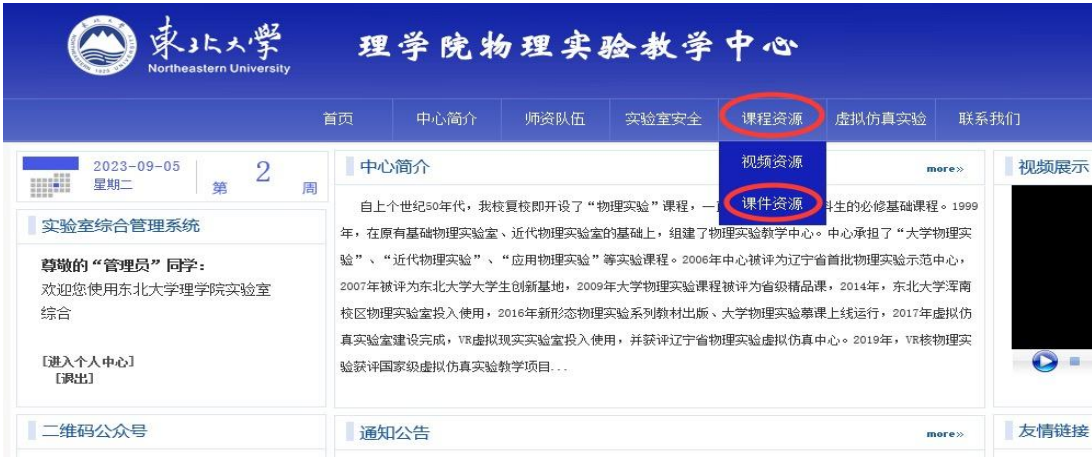 東北大學
Northeastern University
理学院物理实验教学中心
首页 中心简介 师资队伍 实验室安全 课程资源 虚拟仿真实验 联系我们
视频资源
课件资源
2023-09-05
星期二
第 2 周
实验室综合管理系统
尊敬的“管理员”同学：
欢迎您使用东北大学理学院实验室
综合
[进入个人中心]
[退出]
二维码公众号
中心简介 more»
自上个世纪50年代，我校复校即开设了“物理实验”课程，一 科生的必修基础课程。1999
年，在原有基础物理实验室、近代物理实验室的基础上，组建了物理实验教学中心。中心承担了“大学物理实
验”、“近代物理实验”、“应用物理实验”等实验课程。2006年中心被评为辽宁省首批物理实验示范中心，
2007年被评为东北大学大学生创新基地，2009年大学物理实验课程被评为省级精品课，2014年，东北大学浑南
校区物理实验室投入使用，2016年新形态物理实验系列教材出版、大学物理实验慕课上线运行，2017年虚拟仿
真实验室建设完成，VR虚拟现实实验室投入使用，并获评辽宁省物理实验虚拟仿真中心。2019年，VR核物理实
验获评国家级虚拟仿真实验教学项目...
通知公告 more»
视频展示
友情链接